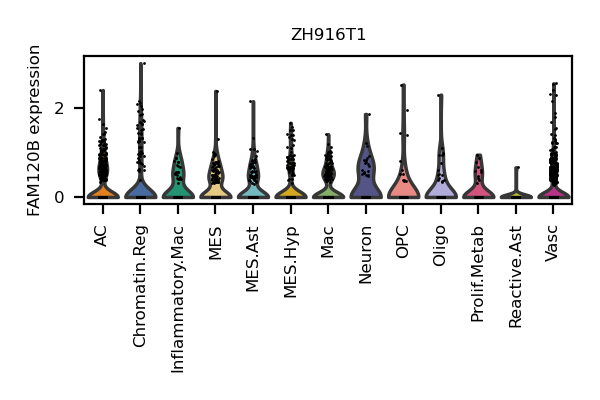 ZH916T1
FAM120B expression
2
0
AC
Chromatin.Reg
Inflammatory.Mac
MES
MES.Ast
MES.Hyp
Mac
Neuron
OPC
Oligo
Prolif.Metab
Reactive.Ast
Vasc